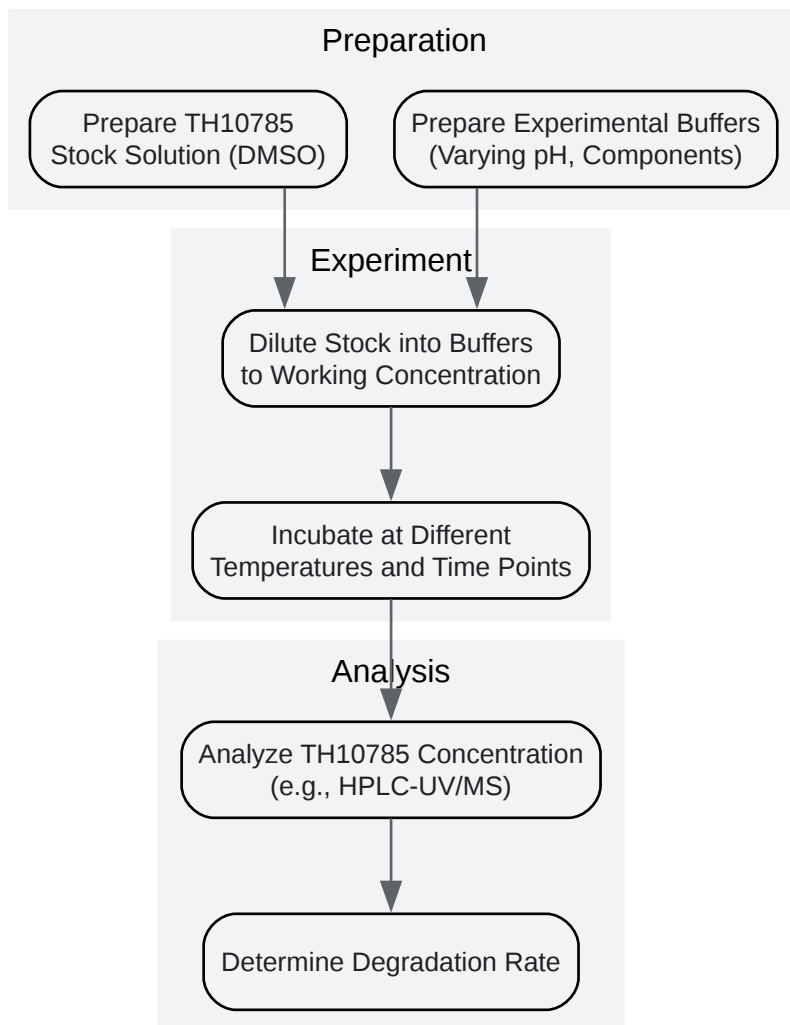 Preparation
Prepare TH10785
Stock Solution (DMSO)
Prepare Experimental Buffers
(Varying pH, Components)
Experiment
Dilute Stock into Buffers
to Working Concentration
Incubate at Different
Temperatures and Time Points
Analysis
Analyze TH10785 Concentration
(e.g., HPLC-UV/MS)
Determine Degradation Rate